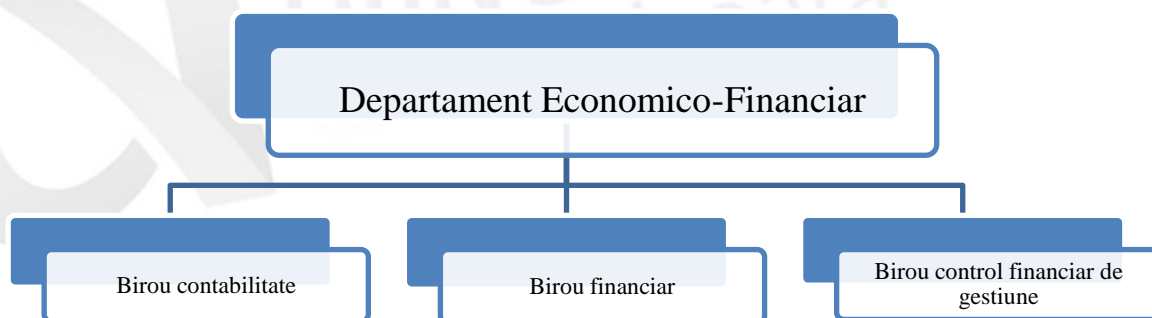 Departament Economico-Financiar
Birou contabilitate
Birou financiar
Birou control financiar de
gestiune